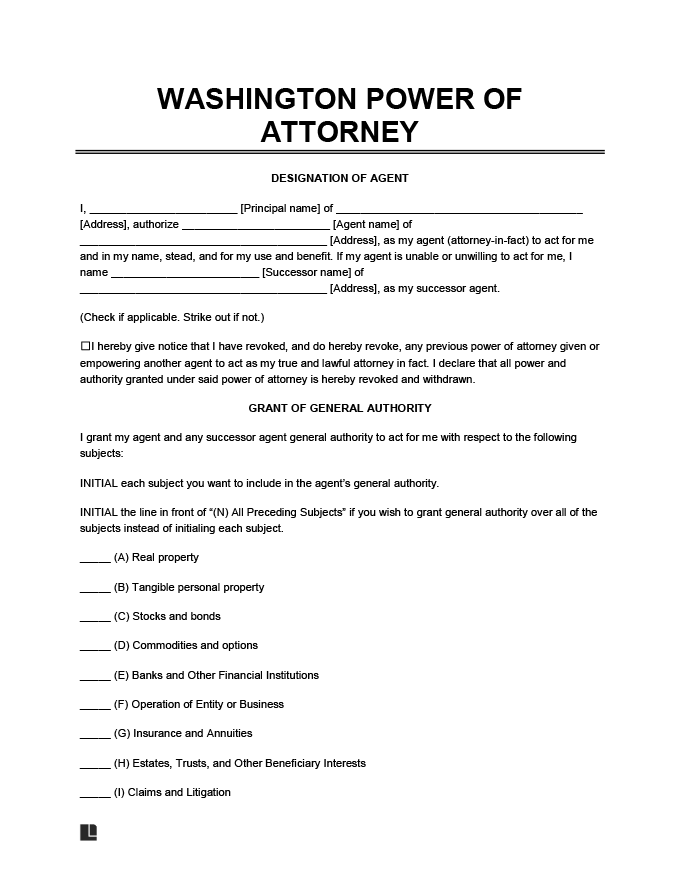 WASHINGTON POWER OF
ATTORNEY
DESIGNATION OF AGENT
I, ________________________ [Principal name] of ________________________________________
[Address], authorize ________________________ [Agent name] of
________________________________________ [Address], as my agent (attorney-in-fact) to act for me
and in my name, stead, and for my use and benefit. If my agent is unable or unwilling to act for me, I
name ________________________ [Successor name] of
________________________________________ [Address], as my successor agent.
(Check if applicable. Strike out if not.)
☐I hereby give notice that I have revoked, and do hereby revoke, any previous power of attorney given or
empowering another agent to act as my true and lawful attorney in fact. I declare that all power and
authority granted under said power of attorney is hereby revoked and withdrawn.
GRANT OF GENERAL AUTHORITY
I grant my agent and any successor agent general authority to act for me with respect to the following
subjects:
INITIAL each subject you want to include in the agent’s general authority.
INITIAL the line in front of “(N) All Preceding Subjects” if you wish to grant general authority over all of the
subjects instead of initialing each subject.
_____ (A) Real property
_____ (B) Tangible personal property
_____ (C) Stocks and bonds
_____ (D) Commodities and options
_____ (E) Banks and Other Financial Institutions
_____ (F) Operation of Entity or Business
_____ (G) Insurance and Annuities
_____ (H) Estates, Trusts, and Other Beneficiary Interests
_____ (I) Claims and Litigation